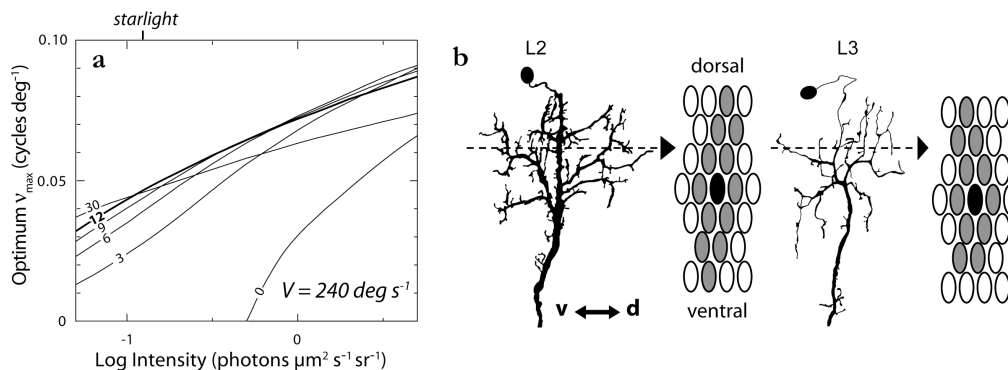 starlight
a
0.10
0.05
0
Optimum ν max (cycles deg⁻¹)
30
12
9
6
3
0
V = 240 deg s⁻¹
-1
0
Log Intensity (photons µm² s⁻¹ sr⁻¹)
b
L2
dorsal
v d
ventral
L3